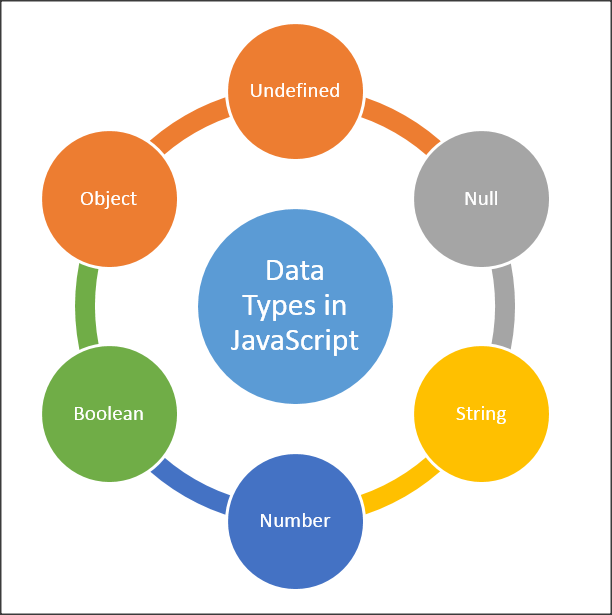 Undefined
Object
Null
Data
Types in
JavaScript
Boolean
String
Number